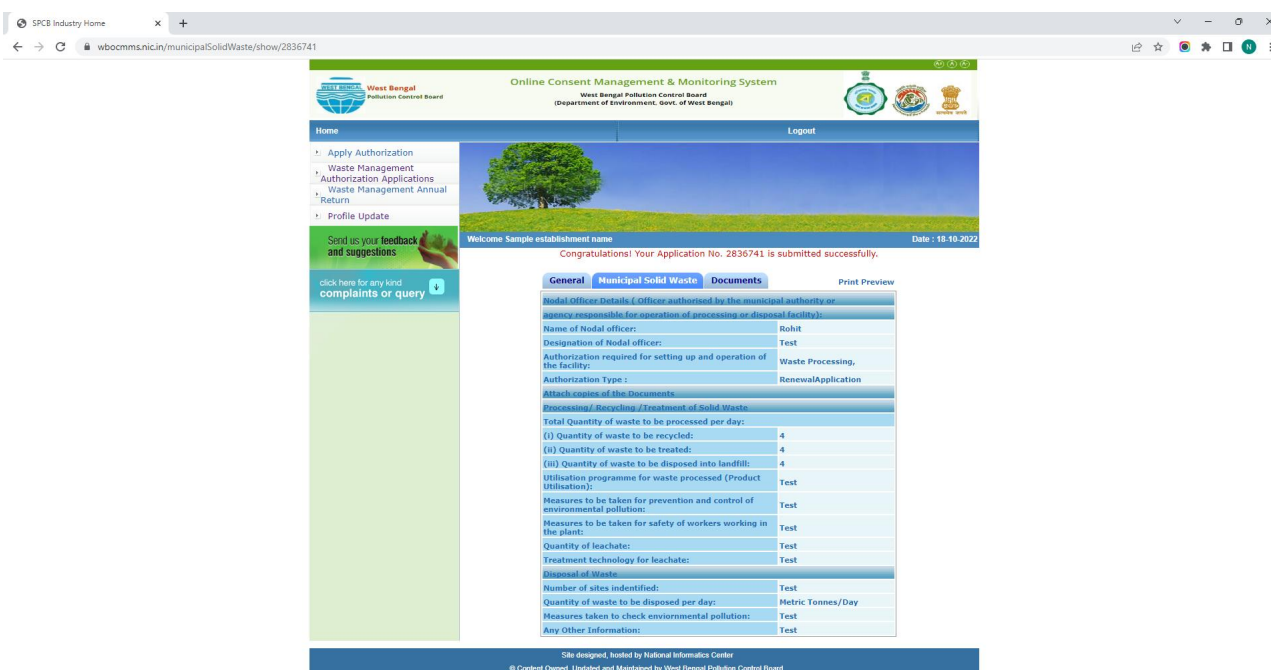 SPCB Industry Home
wbocmms.nic.in/municipalSolidWaste/show/2836741
N
A+ A A-
WEST BENGAL
West Bengal
Pollution Control Board
Online Consent Management & Monitoring System
West Bengal Pollution Control Board
(Department of Environment. Govt. of West Bengal)
Home
Logout
Apply Authorization
Waste Management
Authorization Applications
Waste Management Annual
Return
Profile Update
Send us your feedback
and suggestions
click here for any kind
complaints or query
Welcome Sample establishment name
Date : 18-10-2022
Congratulations! Your Application No. 2836741 is submitted successfully.
General Municipal Solid Waste Documents
Print Preview
Nodal Officer Details ( Officer authorised by the municipal authority or
agency responsible for operation of processing or disposal facility):
Name of Nodal officer: Rohit
Designation of Nodal officer: Test
Authorization required for setting up and operation of
the facility: Waste Processing,
Authorization Type : RenewalApplication
Attach copies of the Documents
Processing/ Recycling /Treatment of Solid Waste
Total Quantity of waste to be processed per day:
(i) Quantity of waste to be recycled: 4
(ii) Quantity of waste to be treated: 4
(iii) Quantity of waste to be disposed into landfill: 4
Utilisation programme for waste processed (Product
Utilisation): Test
Measures to be taken for prevention and control of
environmental pollution: Test
Measures to be taken for safety of workers working in
the plant: Test
Quantity of leachate: Test
Treatment technology for leachate: Test
Disposal of Waste
Number of sites indentified: Test
Quantity of waste to be disposed per day: Metric Tonnes/Day
Measures taken to check enviornmental pollution: Test
Any Other Information: Test
Site designed, hosted by National Informatics Center
© Content Owned, Updated and Maintained by West Bengal Pollution Control Board